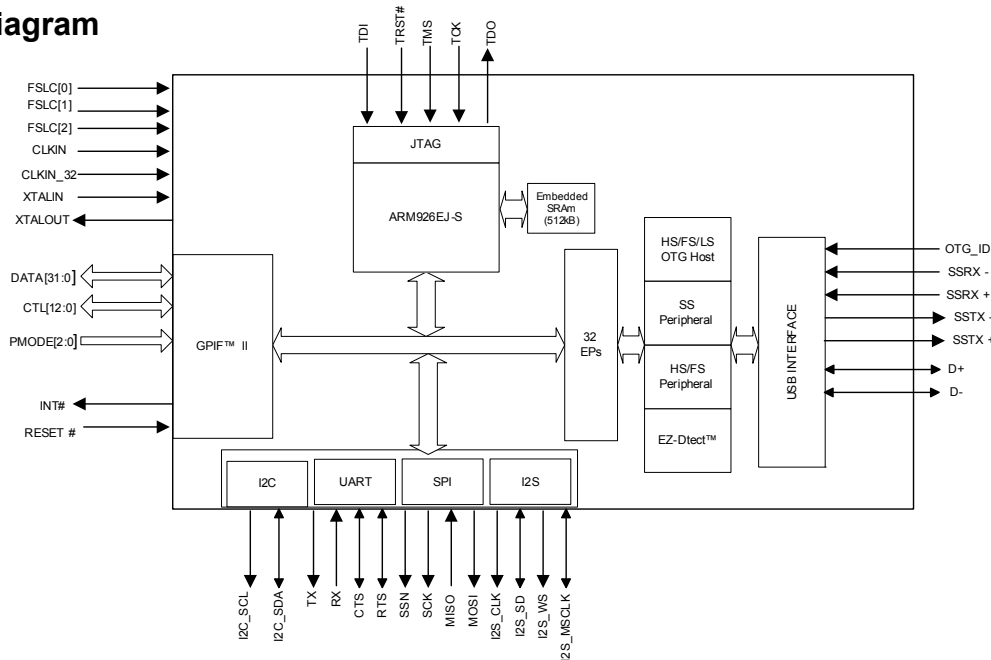 iagram
TDI
TRST#
TMS
TCK
TDO
FSLC[0]
FSLC[1]
FSLC[2]
CLKIN
CLKIN_32
XTALIN
XTALOUT
JTAG
ARM926EJ-S
Embedded
SRAm
(512kB)
DATA[31:0]
CTL[12:0]
PMODE[2:0]
INT#
RESET #
GPIF™ II
32
EPs
HS/FS/LS
OTG Host
SS
Peripheral
HS/FS
Peripheral
EZ-Dtect™
USB INTERFACE
OTG_ID
SSRX -
SSRX +
SSTX -
SSTX +
D+
D-
I2C
UART
SPI
I2S
I2C_SCL
I2C_SDA
TX
RX
CTS
RTS
SSN
SCK
MISO
MOSI
I2S_CLK
I2S_SD
I2S_WS
I2S_MSCLK